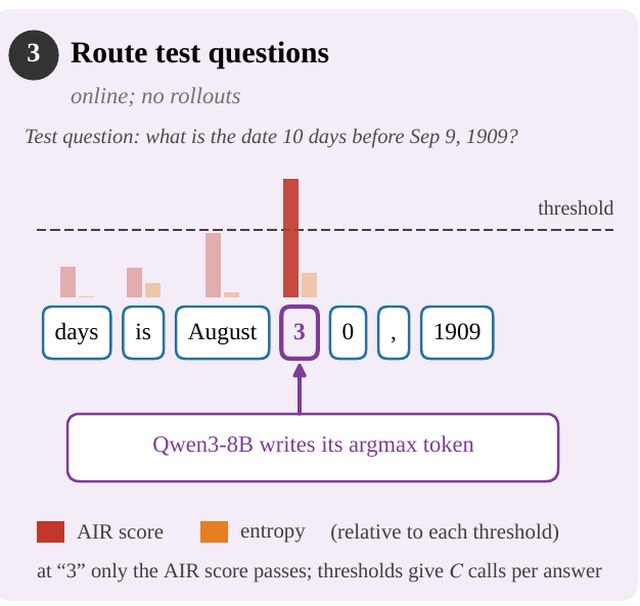 3 Route test questions
online; no rollouts
Test question: what is the date 10 days before Sep 9, 1909?
threshold
days is August 3 0 , 1909
Qwen3-8B writes its argmax token
AIR score entropy (relative to each threshold)
at “3” only the AIR score passes; thresholds give C calls per answer